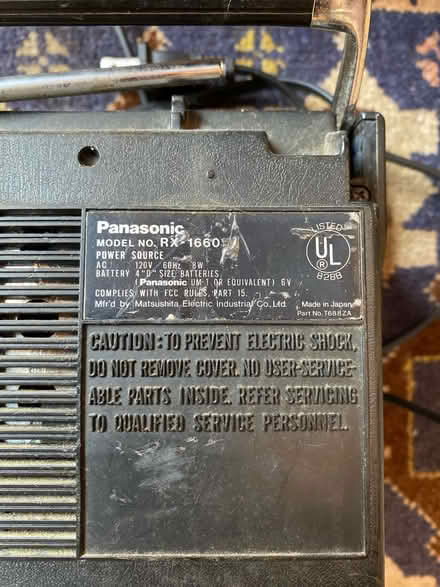 Panasonic
MODEL NO. RX-1660
POWER SOURCE
AC : 120V 60Hz 8W
BATTERY 4 "D" SIZE BATTERIES
(Panasonic UM-1 OR EQUIVALENT) 6V
COMPLIES WITH FCC RULES, PART 15.
Mfr'd by Matsushita Electric Industrial Co., Ltd.
LISTED
UL
®
828B
Made in Japan
Part No. T688ZA
CAUTION: TO PREVENT ELECTRIC SHOCK,
DO NOT REMOVE COVER. NO USER-SERVICE-
ABLE PARTS INSIDE. REFER SERVICING
TO QUALIFIED SERVICE PERSONNEL.